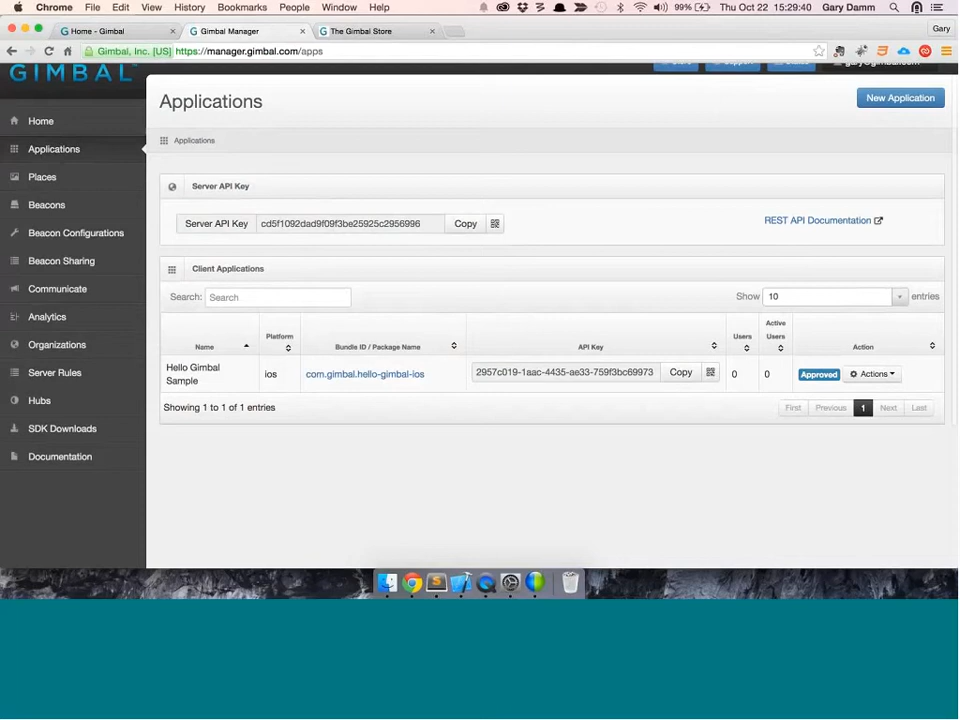 Chrome File Edit View History Bookmarks People Window Help 99% Thu Oct 22 15:29:40 Gary Damm
Home - Gimbal Gimbal Manager The Gimbal Store Gary
Gimbal, Inc. [US] https://manager.gimbal.com/apps
GIMBAL
Applications
New Application
Applications
Home
Applications
Places
Beacons
Beacon Configurations
Beacon Sharing
Communicate
Analytics
Organizations
Server Rules
Hubs
SDK Downloads
Documentation
Server API Key
Server API Key cd5f1092dad9f09f3be25925c2956996 Copy REST API Documentation
Client Applications
Search: Search Show 10 entries
Name Platform Bundle ID / Package Name API Key Users Active Users Action
Hello Gimbal Sample ios com.gimbal.hello-gimbal-ios 2957c019-1aac-4435-ae33-759f3bc69973 Copy 0 0 Approved Actions
Showing 1 to 1 of 1 entries First Previous 1 Next Last